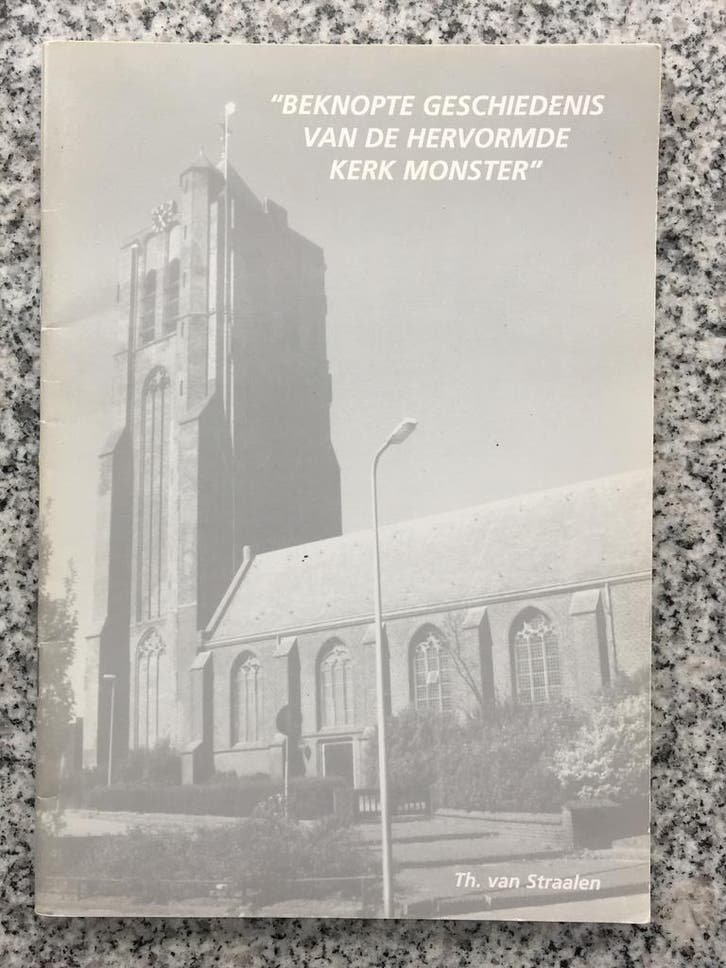 "BEKNOPTE GESCHIEDENIS
VAN DE HERVORMDE
KERK MONSTER"
Th. van Straalen